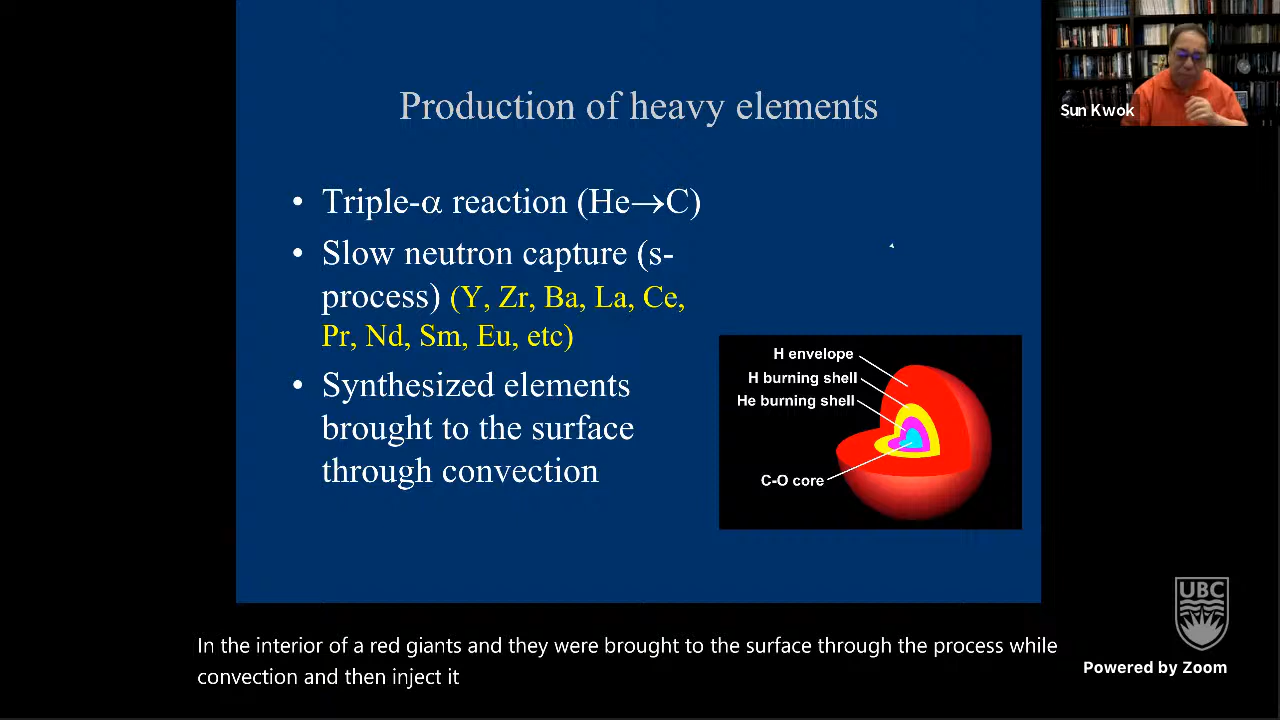 Production of heavy elements
Sun Kwok
• Triple-α reaction (He→C)
• Slow neutron capture (s-
process) (Y, Zr, Ba, La, Ce,
Pr, Nd, Sm, Eu, etc)
• Synthesized elements
brought to the surface
through convection
H envelope
H burning shell
He burning shell
C-O core
In the interior of a red giants and they were brought to the surface through the process while
convection and then inject it
UBC
Powered by Zoom